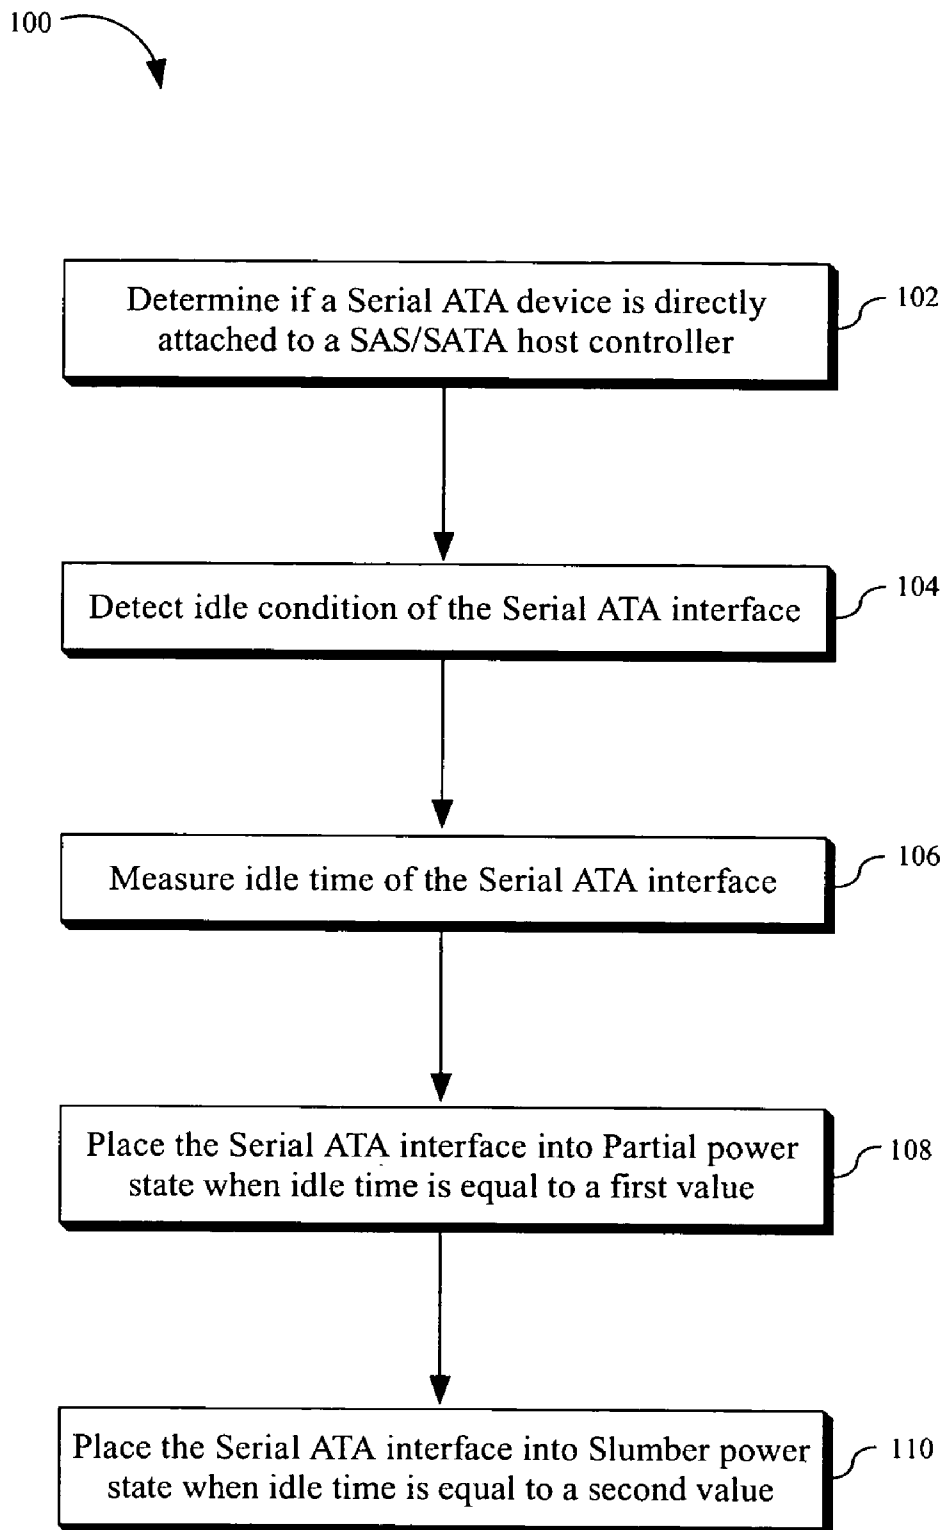 100
Determine if a Serial ATA device is directly
attached to a SAS/SATA host controller
102
Detect idle condition of the Serial ATA interface
104
Measure idle time of the Serial ATA interface
106
Place the Serial ATA interface into Partial power
state when idle time is equal to a first value
108
Place the Serial ATA interface into Slumber power
state when idle time is equal to a second value
110